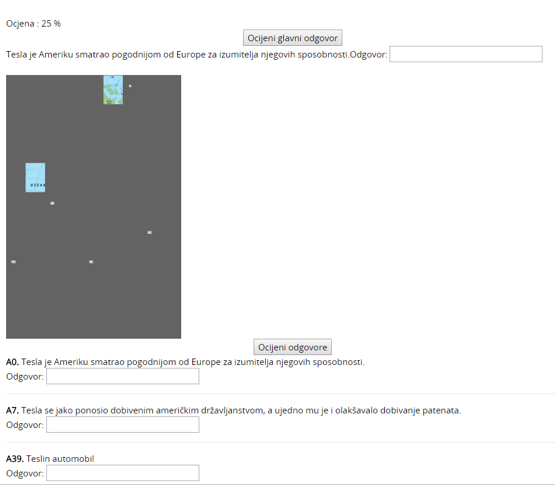 Ocjena : 25 %
Ocijeni glavni odgovor
Tesla je Ameriku smatrao pogodnijom od Europe za izumitelja njegovih sposobnosti.Odgovor:
Ocijeni odgovore
A0. Tesla je Ameriku smatrao pogodnijom od Europe za izumitelja njegovih sposobnosti.
Odgovor:
A7. Tesla se jako ponosio dobivenim američkim državljanstvom, a ujedno mu je i olakšavalo dobivanje patenata.
Odgovor:
A39. Teslin automobil
Odgovor: